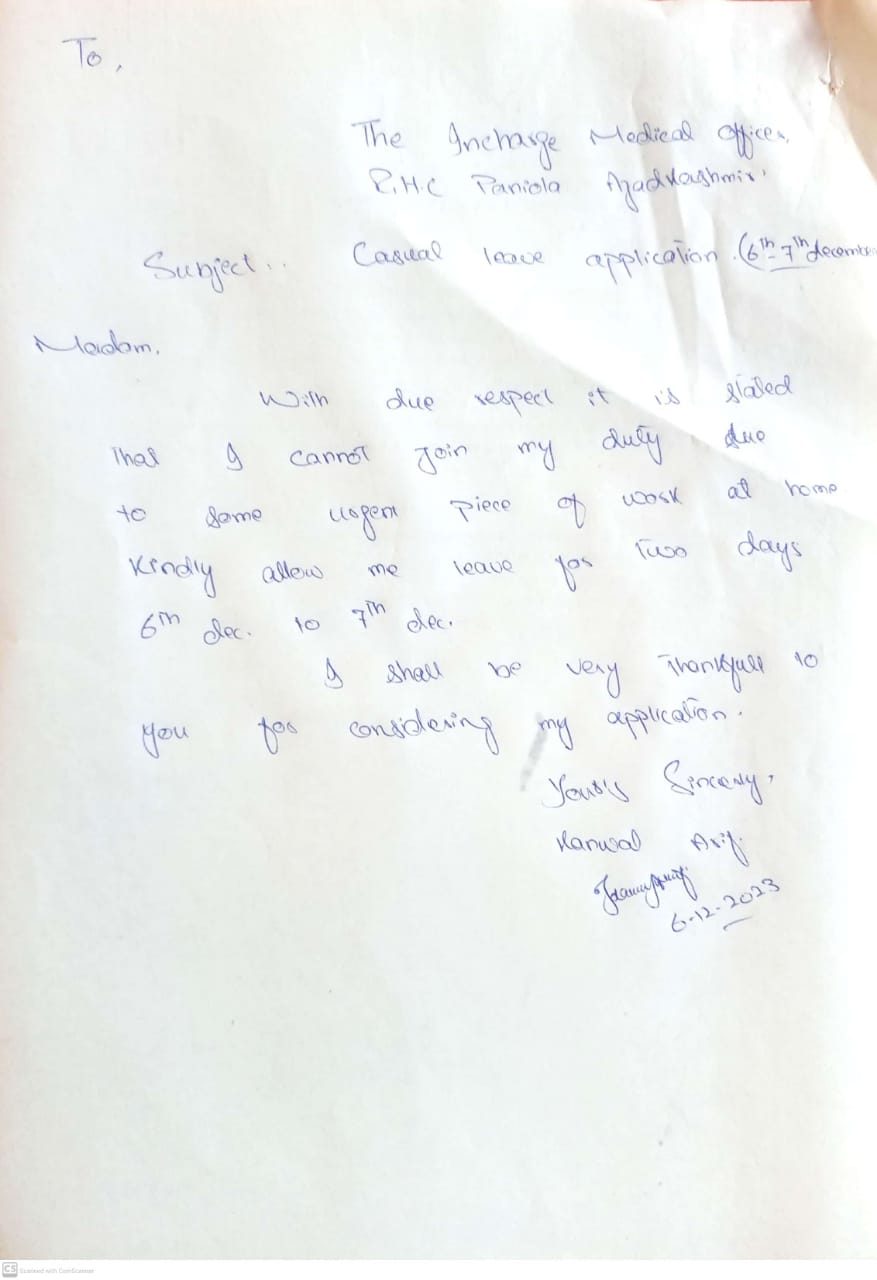 To,
The Incharge Medical Officer,
R.H.C Paniola Azadkashmir.
Subject.. Casual leave application. (6th-7th december
Madam,
With due respect it is stated
that I cannot join my duty due
to some urgent piece of work at home
Kindly allow me leave for two days
6th dec. to 7th dec.
I shall be very thankfull to
you for considering my application.
Your's Sincerly,
Kanwal Asif.
6-12-2023
CS Scanned with CamScanner